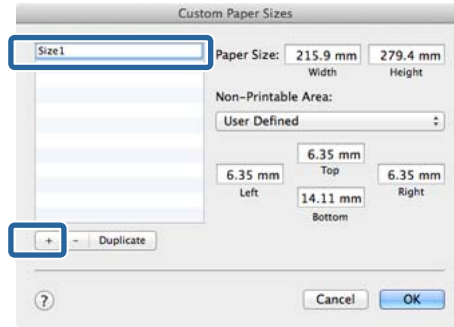 Custom Paper Sizes
Size1
Paper Size: 215.9 mm 279.4 mm
Width Height
Non-Printable Area:
User Defined
6.35 mm
Top
6.35 mm 6.35 mm
Left Right
14.11 mm
Bottom
+ - Duplicate
? Cancel OK